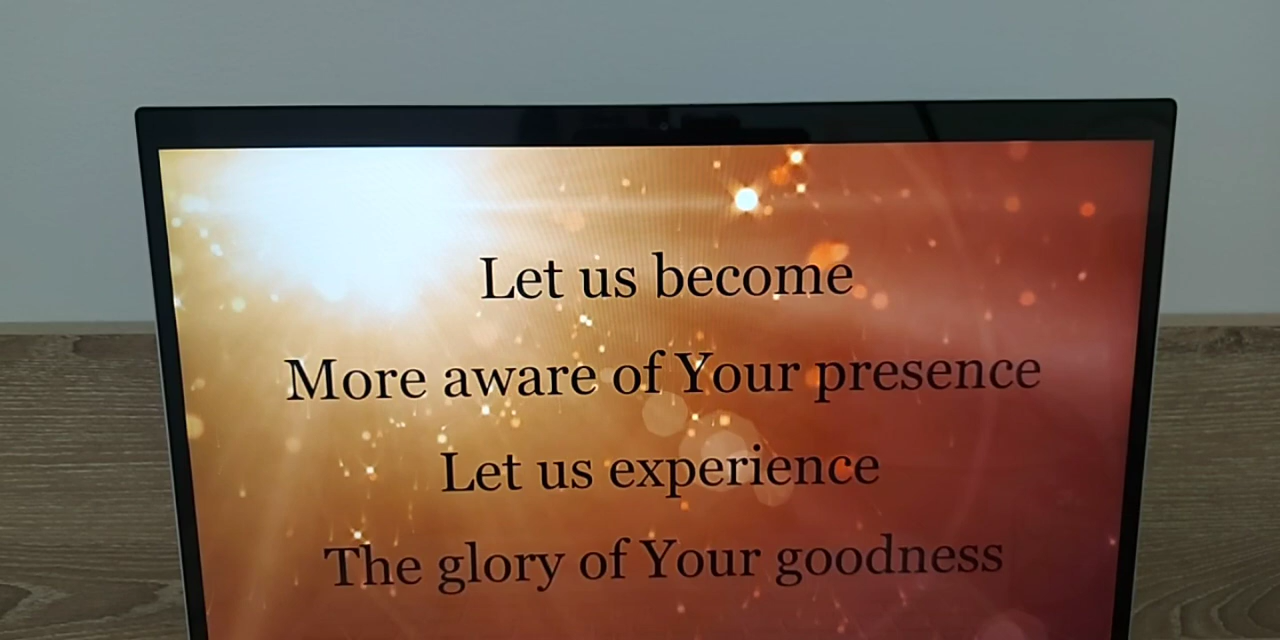 Let us become
More aware of Your presence
Let us experience
The glory of Your goodness